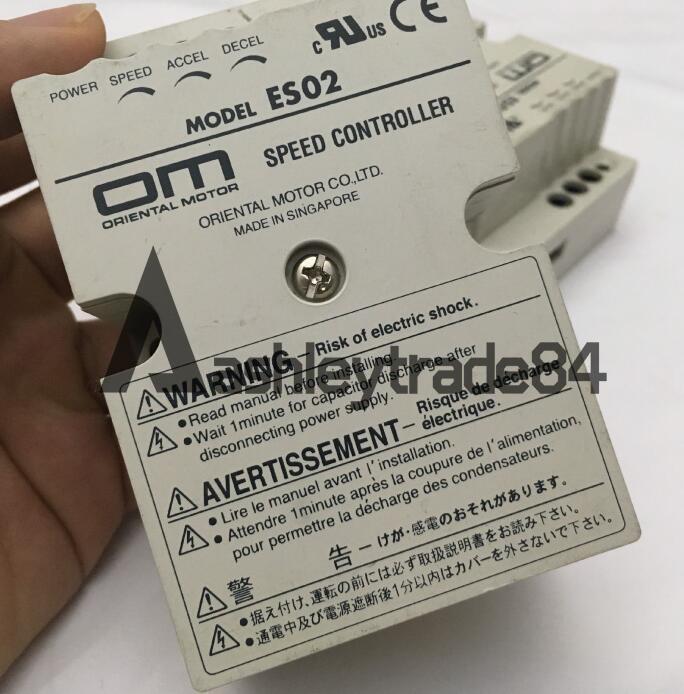 POWER SPEED ACCEL DECEL
c RU US CE
MODEL ES02
om SPEED CONTROLLER
ORIENTAL MOTOR
ORIENTAL MOTOR CO.,LTD.
MADE IN SINGAPORE
WARNING – Risk of electric shock.
• Read manual before installing.
• Wait 1minute for capacitor discharge after
disconnecting power supply.
AVERTISSEMENT – Risque de décharge
électrique.
• Lire le manuel avant l'installation.
• Attendre 1minute après la coupure de l'alimentation,
pour permettre la décharge des condensateurs.
警 告 – けが・感電のおそれがあります。
• 据え付け,運転の前には必ず取扱説明書をお読み下さい。
• 通電中及び電源遮断後1分以内はカバーを外さないで下さい。
ashleytrade84
om